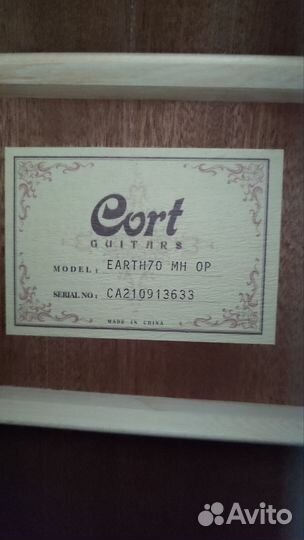 Cort
GUITARS
MODEL: EARTH70 MH OP
SERIAL NO: CA210913633
MADE IN CHINA
Avito